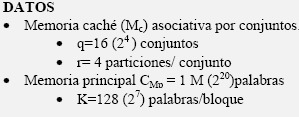 DATOS
• Memoria caché (Mc) asociativa por conjuntos.
• q=16 (2⁴ ) conjuntos
• r= 4 particiones/ conjunto
• Memoria principal CMp = 1 M (2²⁰)palabras
• K=128 (2⁷) palabras/bloque